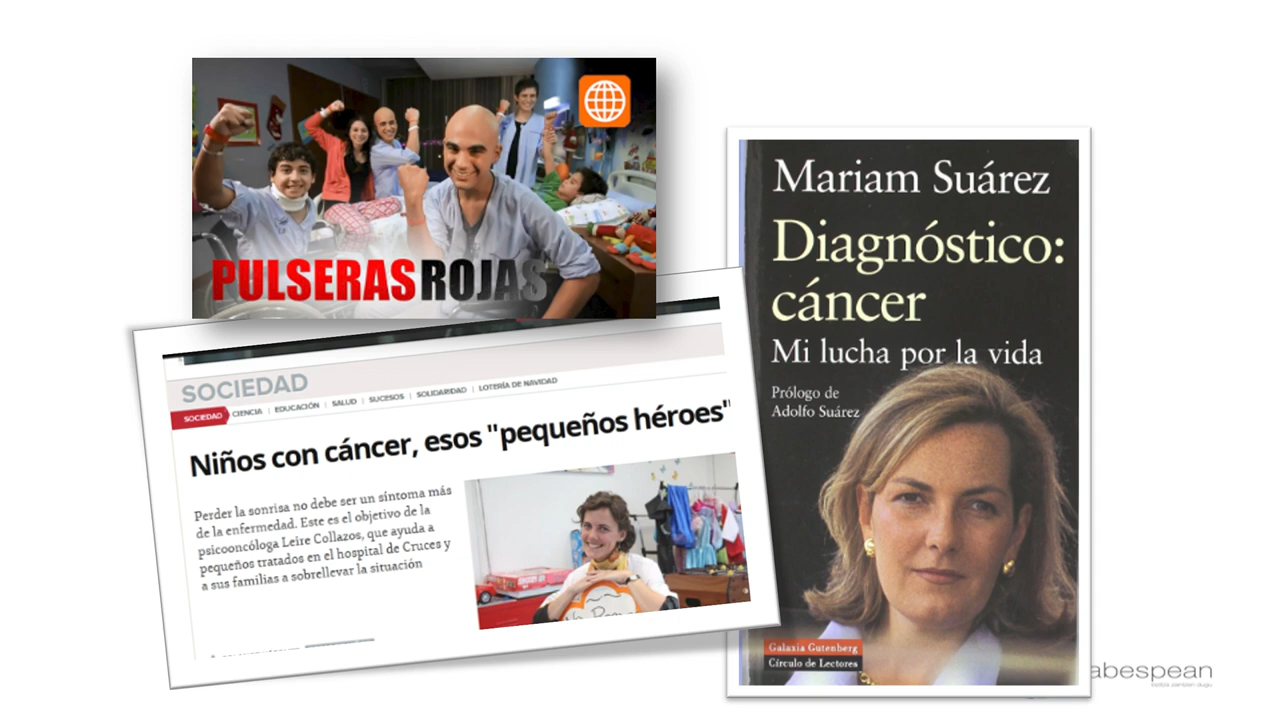 PULSERAS ROJAS
SOCIEDAD
SOCIEDAD CIENCIA | EDUCACIÓN | SALUD | SUCESOS | SOLIDARIDAD | LOTERÍA DE NAVIDAD
Niños con cáncer, esos "pequeños héroes"
Perder la sonrisa no debe ser un síntoma más
de la enfermedad. Este es el objetivo de la
psicooncóloga Leire Collazos, que ayuda a
pequeños tratados en el hospital de Cruces y
a sus familias a sobrellevar la situación
Mariam Suárez
Diagnóstico:
cáncer
Mi lucha por la vida
Prólogo de
Adolfo Suárez
Galaxia Gutenberg
Círculo de Lectores
abespean